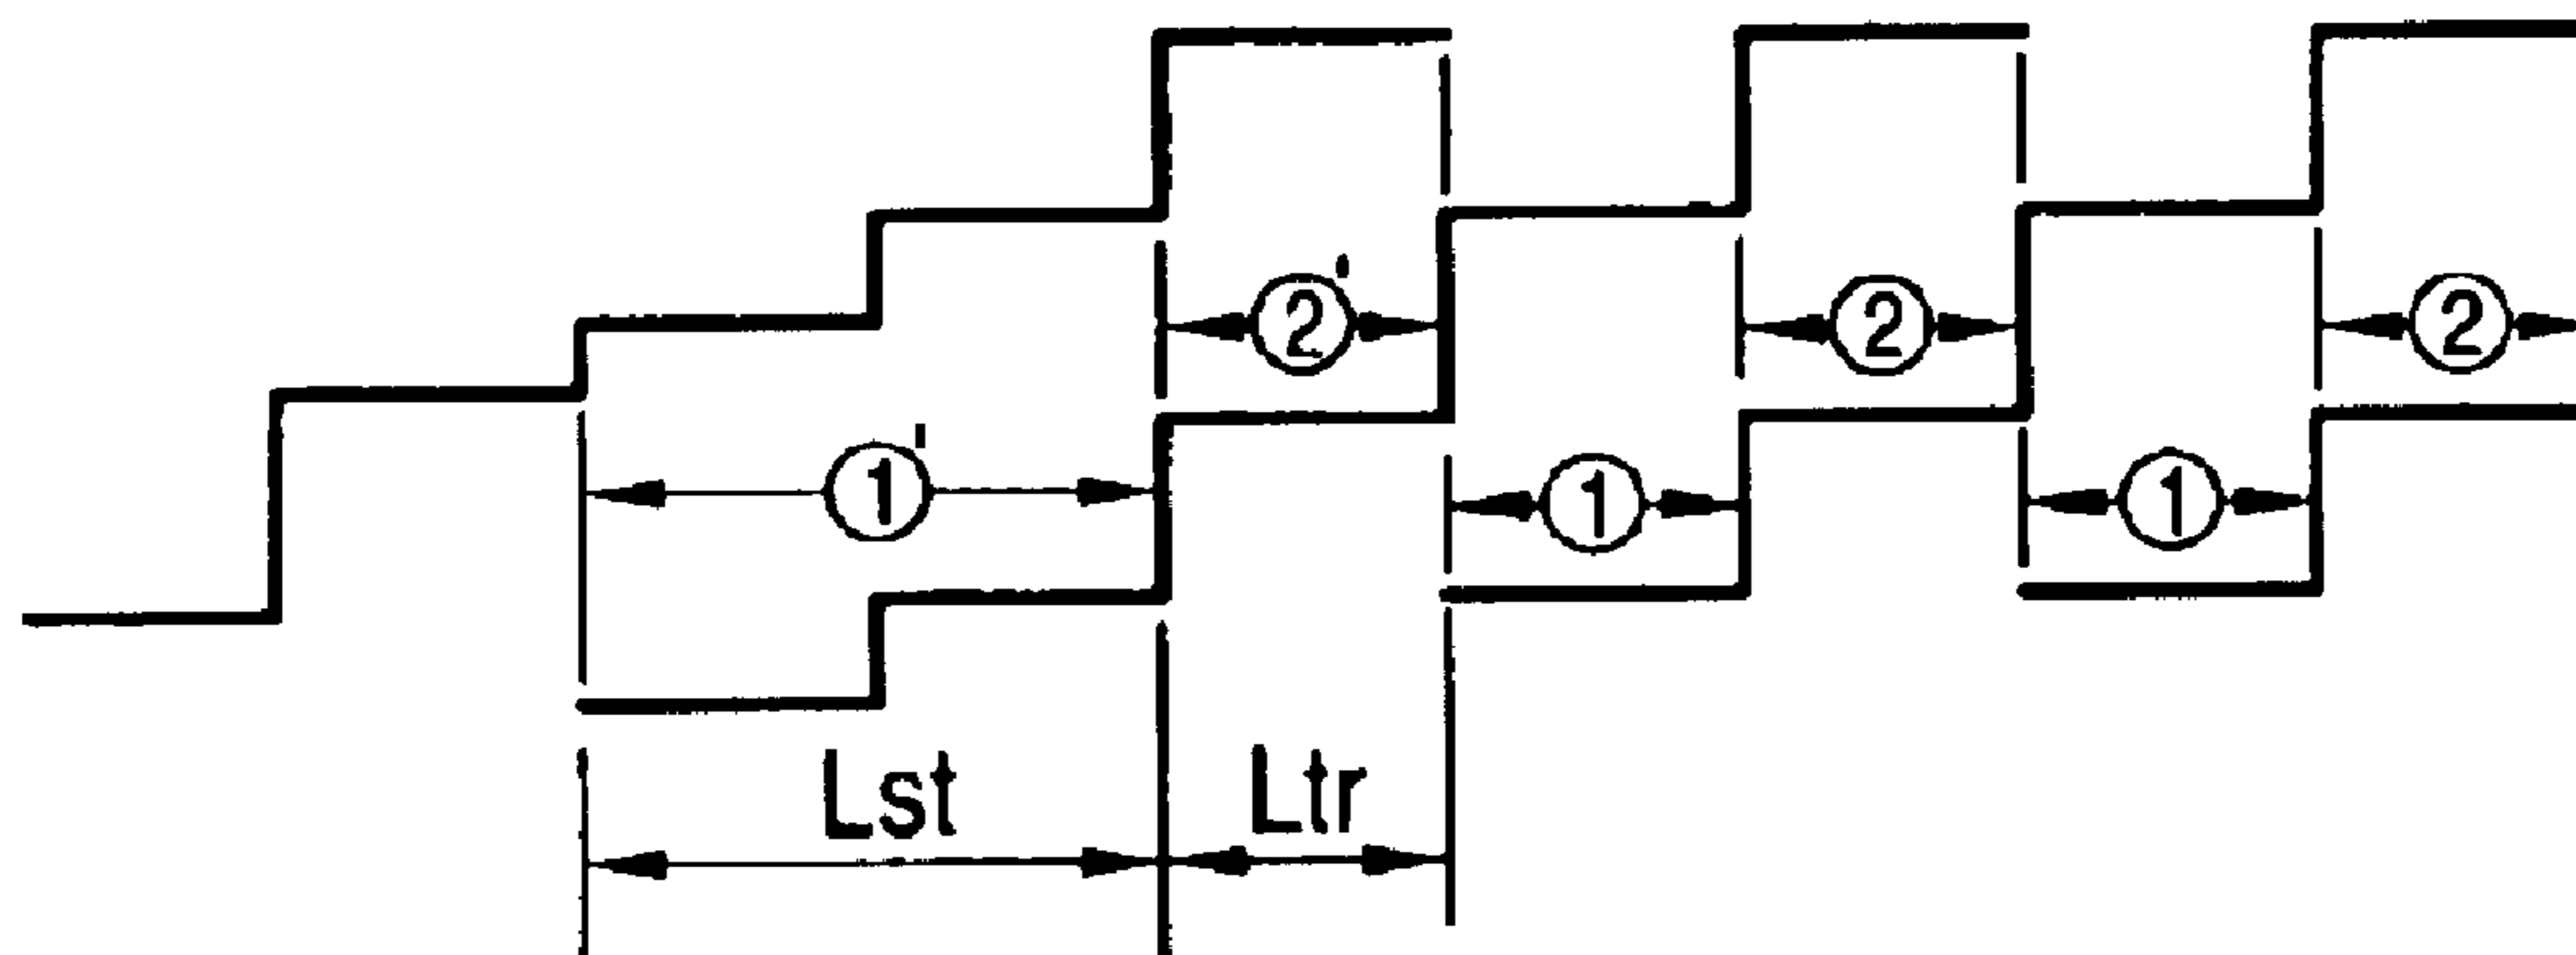 ②' ② ②
①' ① ①
Lst Ltr